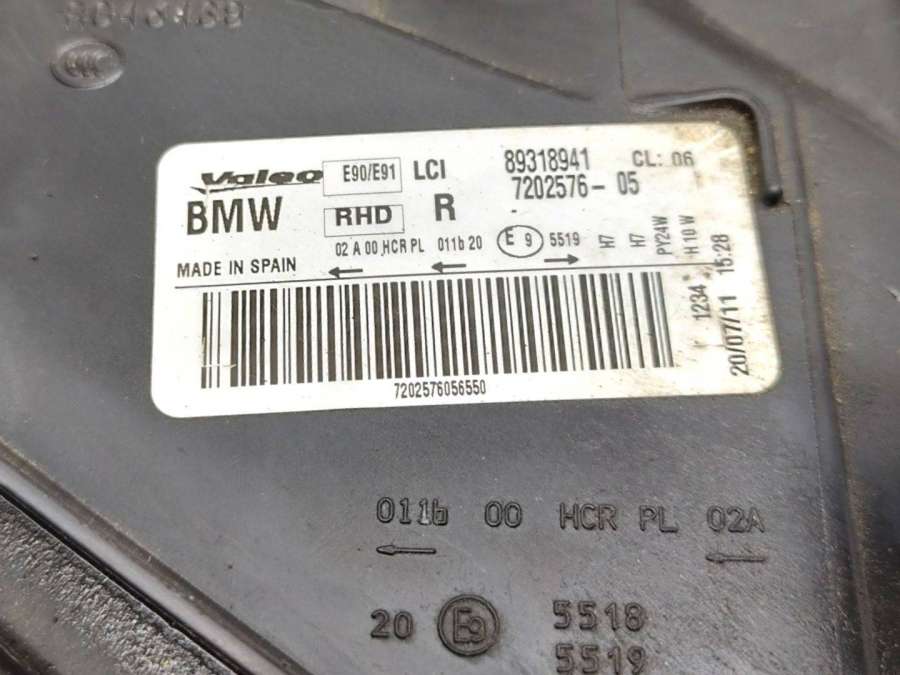 CCC
Valeo E90/E91 LCI 89318941 CL: 06
BMW RHD R 7202576-05
02 A 00 HCR PL 011b 20 E 9 5519 H7 H7 PY24W H10W
MADE IN SPAIN
1234
20/07/11 15:28
7202576056550
011b 00 HCR PL 02A
20 E9 5518
5519